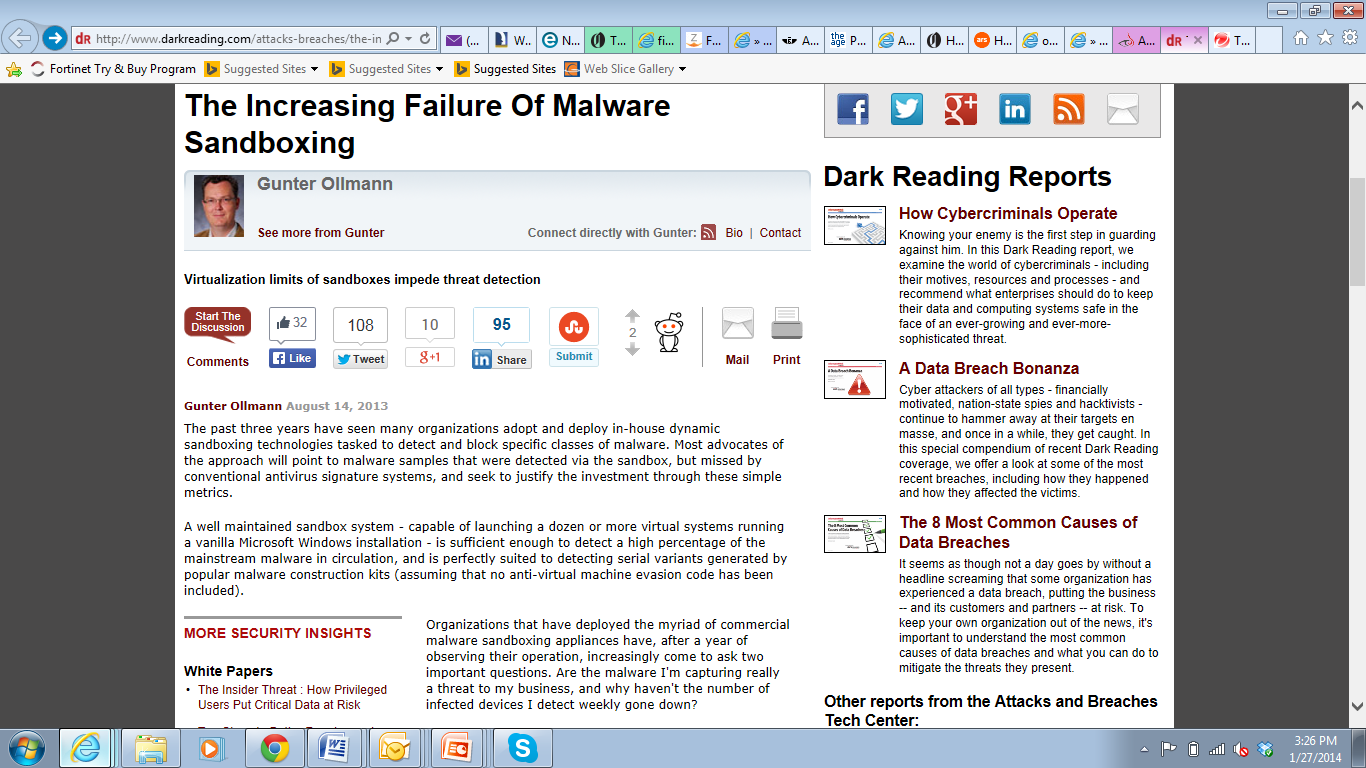 http://www.darkreading.com/attacks-breaches/the-in
(...
W...
N...
T...
fi...
F...
» ...
A...
the age P...
A...
H...
ars H...
o...
» ...
A...
dR
T...
Fortinet Try & Buy Program
Suggested Sites
Suggested Sites
Suggested Sites
Web Slice Gallery
The Increasing Failure Of Malware
Sandboxing
Gunter Ollmann
See more from Gunter
Connect directly with Gunter: Bio | Contact
Virtualization limits of sandboxes impede threat detection
Start The
Discussion
Comments
32
Like
108
Tweet
10
g+1
95
in Share
Submit
2
Mail
Print
Gunter Ollmann August 14, 2013
The past three years have seen many organizations adopt and deploy in-house dynamic
sandboxing technologies tasked to detect and block specific classes of malware. Most advocates of
the approach will point to malware samples that were detected via the sandbox, but missed by
conventional antivirus signature systems, and seek to justify the investment through these simple
metrics.
A well maintained sandbox system - capable of launching a dozen or more virtual systems running
a vanilla Microsoft Windows installation - is sufficient enough to detect a high percentage of the
mainstream malware in circulation, and is perfectly suited to detecting serial variants generated by
popular malware construction kits (assuming that no anti-virtual machine evasion code has been
included).
MORE SECURITY INSIGHTS
White Papers
• The Insider Threat : How Privileged
Users Put Critical Data at Risk
Organizations that have deployed the myriad of commercial
malware sandboxing appliances have, after a year of
observing their operation, increasingly come to ask two
important questions. Are the malware I'm capturing really
a threat to my business, and why haven't the number of
infected devices I detect weekly gone down?
Dark Reading Reports
How Cybercriminals Operate
Knowing your enemy is the first step in guarding
against him. In this Dark Reading report, we
examine the world of cybercriminals - including
their motives, resources and processes - and
recommend what enterprises should do to keep
their data and computing systems safe in the
face of an ever-growing and ever-more-
sophisticated threat.
A Data Breach Bonanza
Cyber attackers of all types - financially
motivated, nation-state spies and hacktivists -
continue to hammer away at their targets en
masse, and once in a while, they get caught. In
this special compendium of recent Dark Reading
coverage, we offer a look at some of the most
recent breaches, including how they happened
and how they affected the victims.
The 8 Most Common Causes of
Data Breaches
It seems as though not a day goes by without a
headline screaming that some organization has
experienced a data breach, putting the business
-- and its customers and partners -- at risk. To
keep your own organization out of the news, it's
important to understand the most common
causes of data breaches and what you can do to
mitigate the threats they present.
Other reports from the Attacks and Breaches
Tech Center:
3:26 PM
1/27/2014